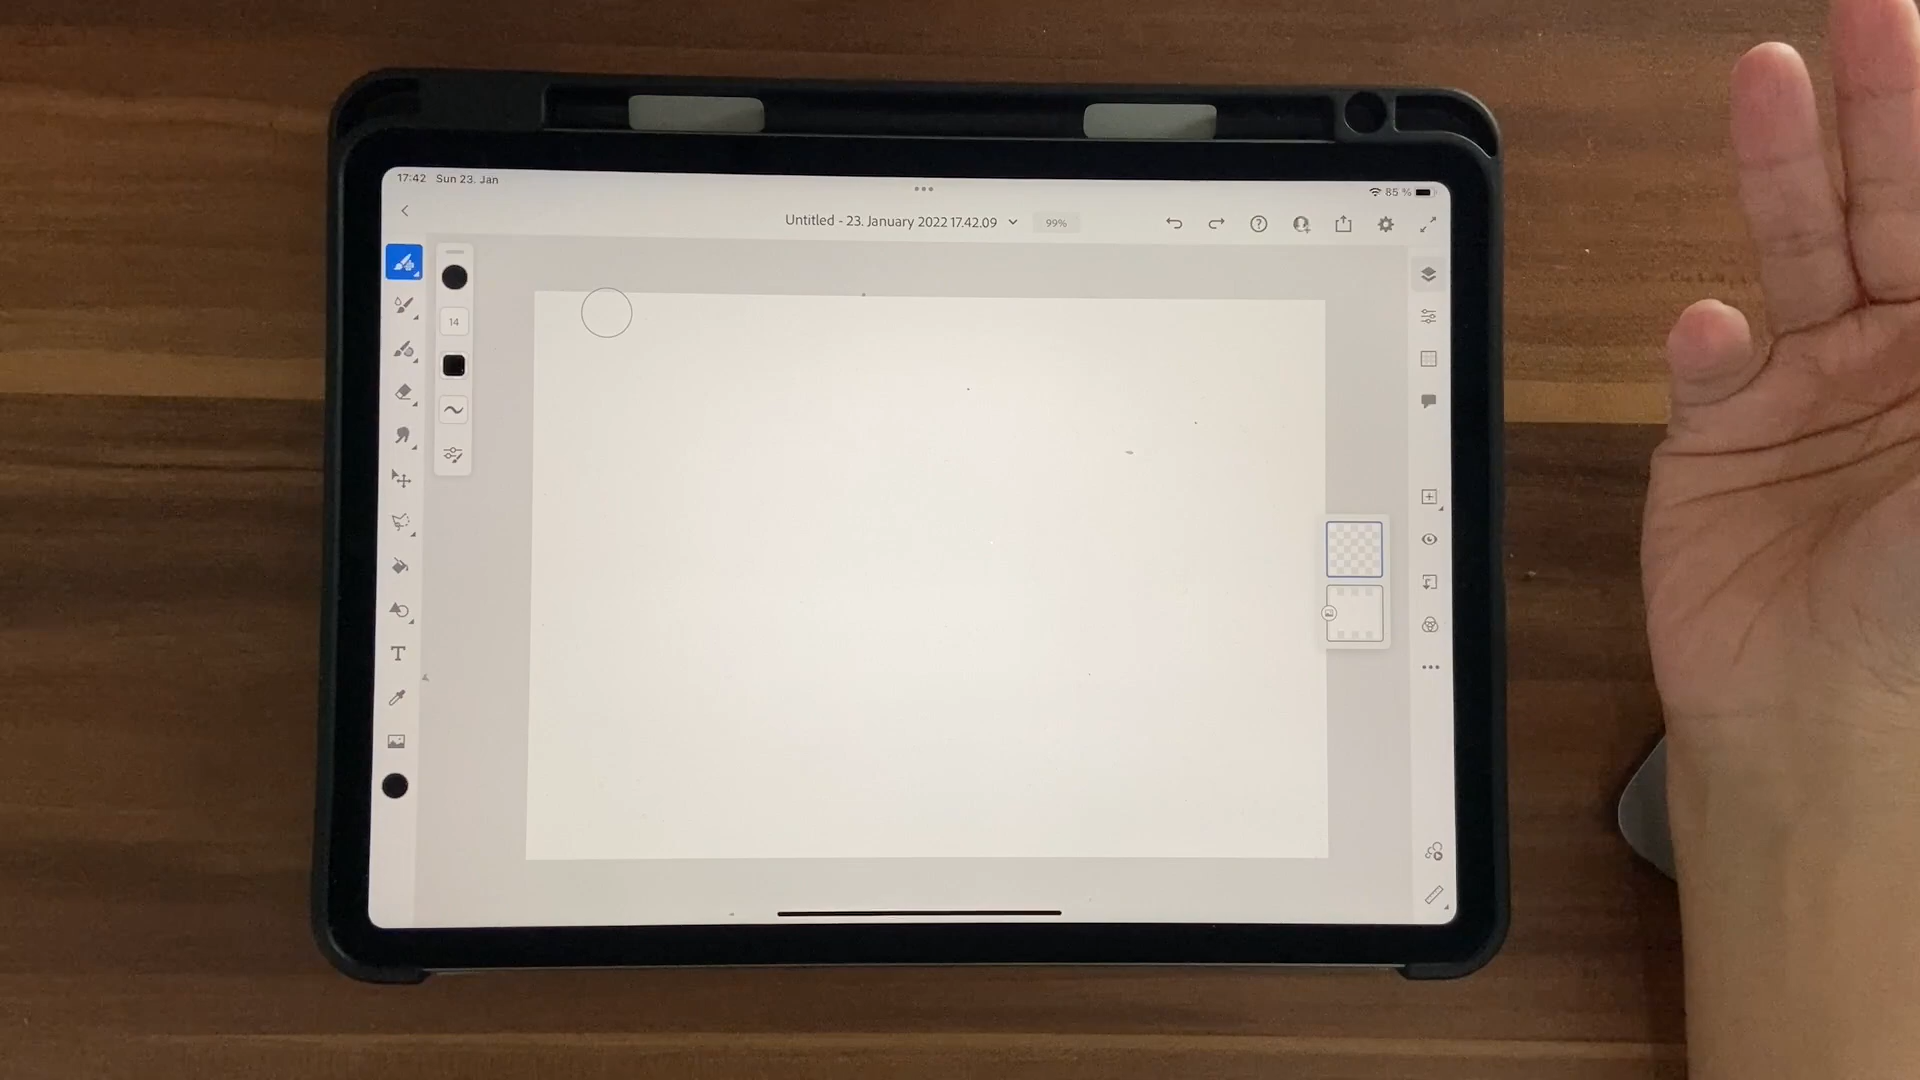 17:42 Sun 23. Jan
85 %
Untitled - 23. January 2022 17.42.09
99%
14